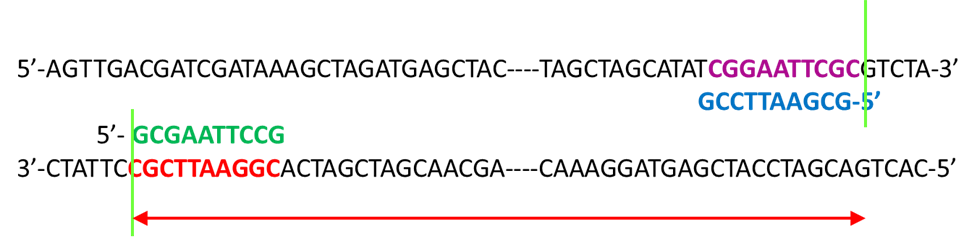 5’-AGTTGACGATCGATAAAGCTAGATGAGCTAC----TAGCTAGCATATCGGAATTCGCGTCTA-3’
GCCTTAAGCG-5’
5’- GCGAATTCCG
3’-CTATTCCGCTTAAGGCACTAGCTAGCAACGA----CAAAGGATGAGCTACCTAGCAGTCAC-5’